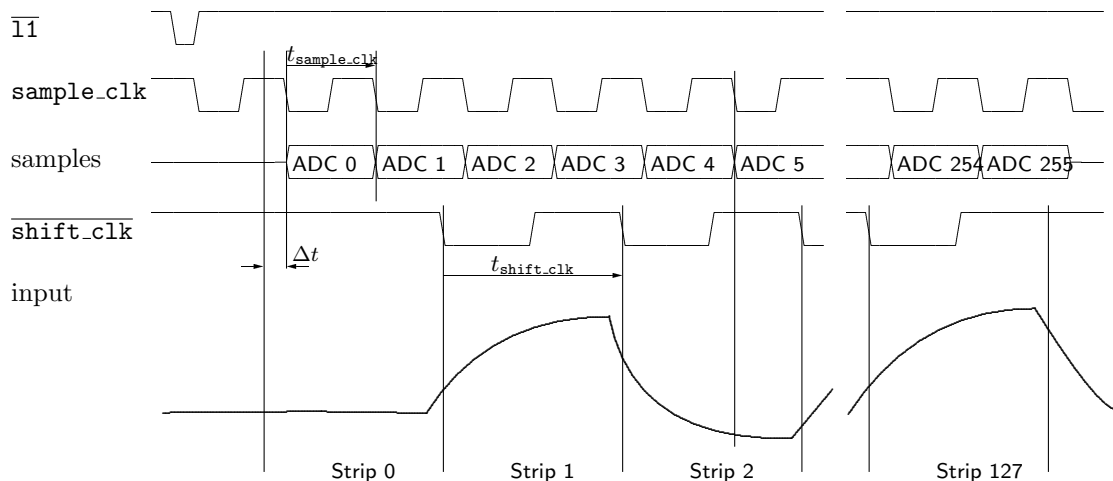 l1
t_sample_clk
sample_clk
samples
ADC 0 ADC 1 ADC 2 ADC 3 ADC 4 ADC 5 ADC 254 ADC 255
shift_clk
Δt
t_shift_clk
input
Strip 0 Strip 1 Strip 2 Strip 127